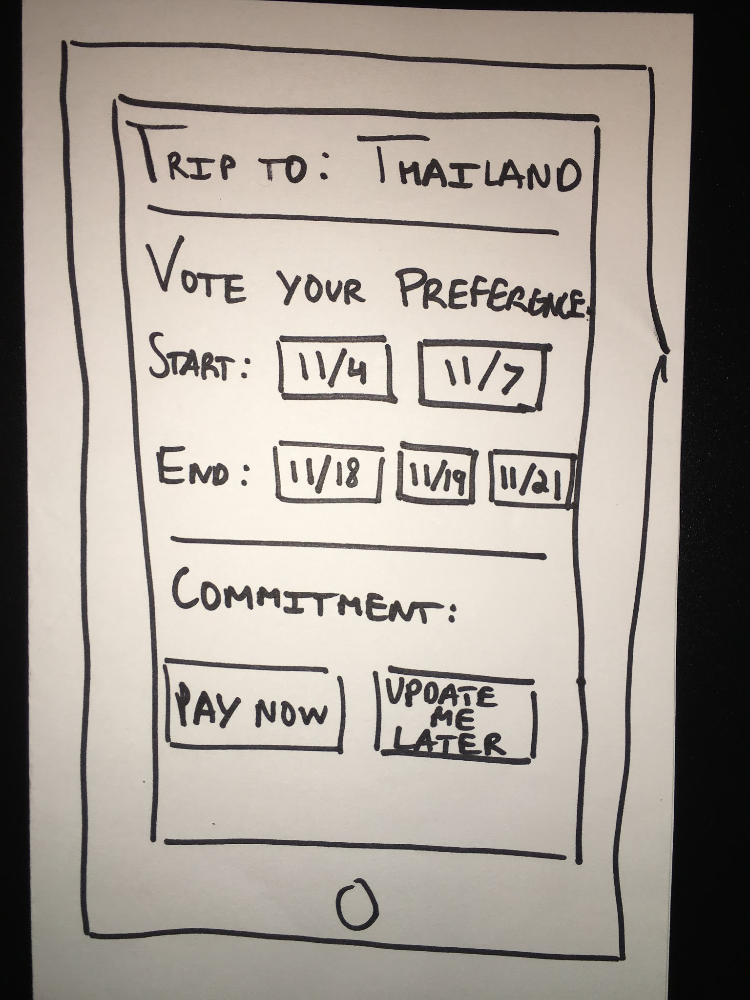 TRIP TO: THAILAND
VOTE YOUR PREFERENCE:
START: 11/4 11/7
END: 11/18 11/19 11/21
COMMITMENT:
PAY NOW
UPDATE
ME
LATER